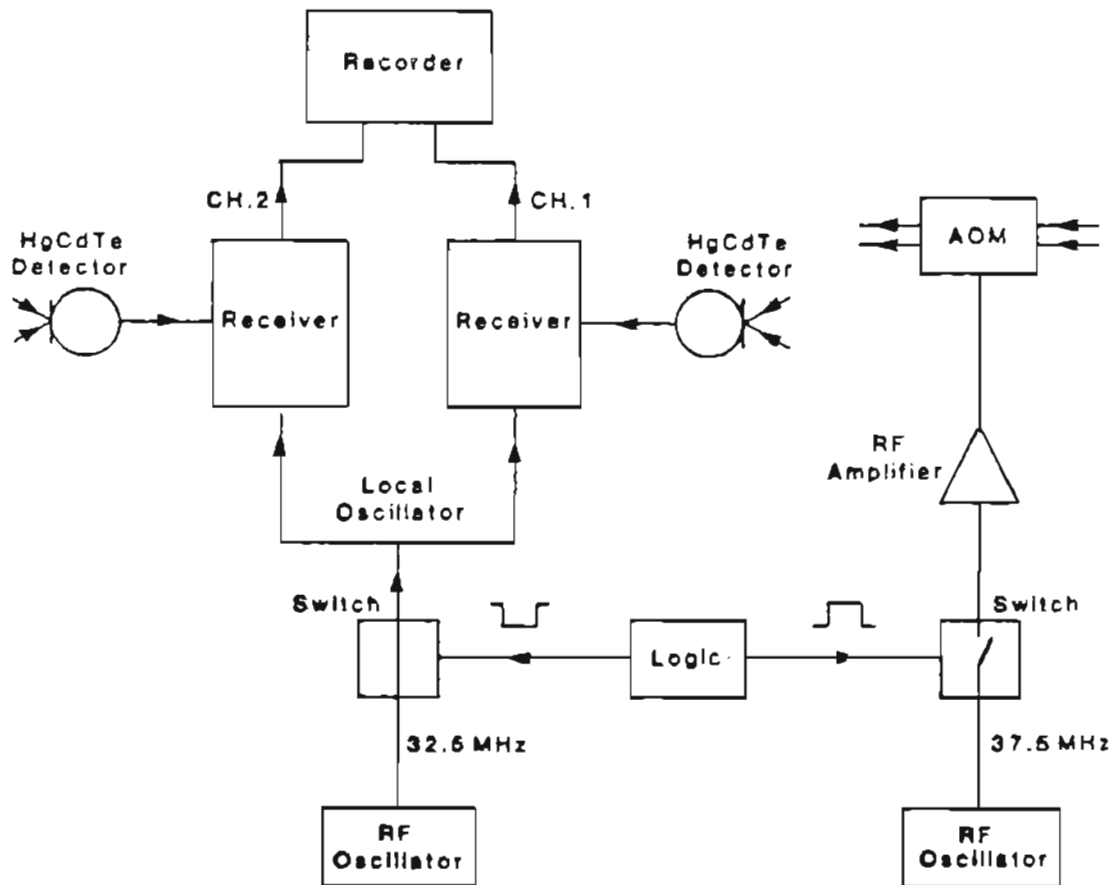 Recorder
CH.2
CH.1
HgCdTe
Detector
Receiver
Receiver
HgCdTe
Detector
AOM
RF
Amplifier
Local
Oscillator
Switch
Logic
Switch
32.5 MHz
37.5 MHz
RF
Oscillator
RF
Oscillator